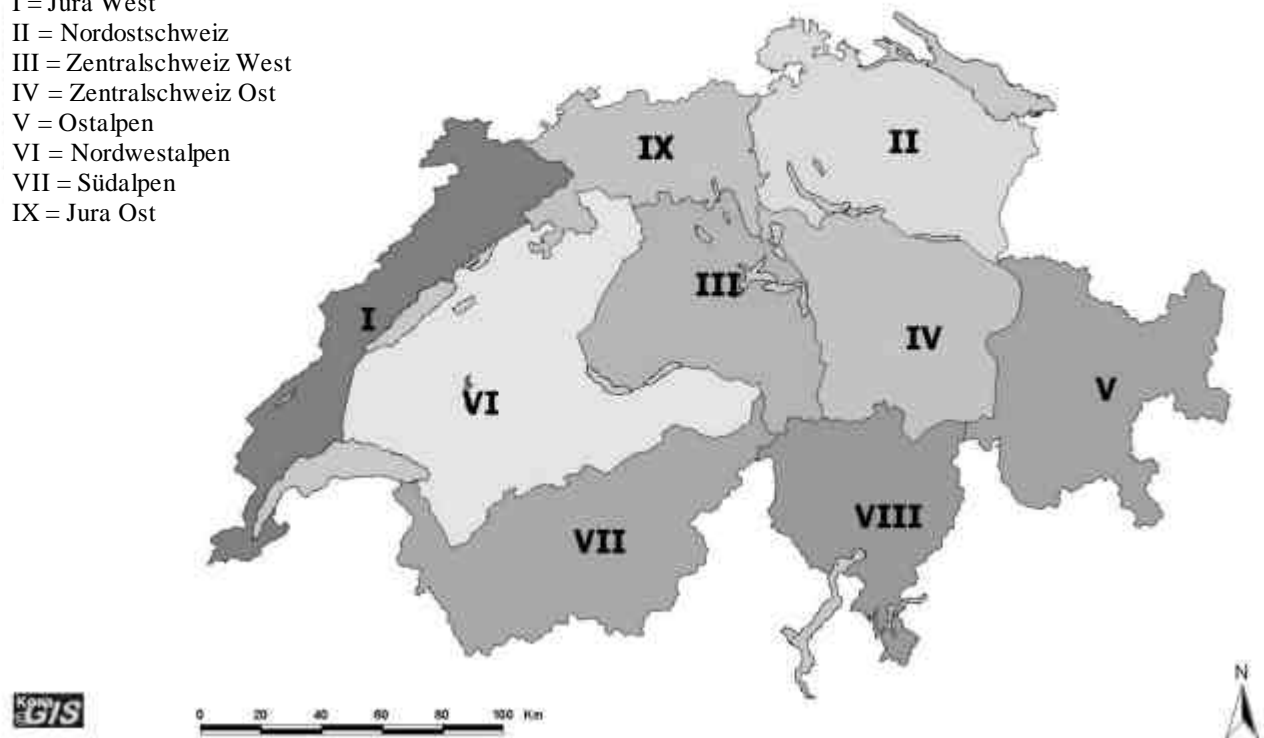 I = Jura West
II = Nordostschweiz
III = Zentralschweiz West
IV = Zentralschweiz Ost
V = Ostalpen
VI = Nordwestalpen
VII = Südalpen
IX = Jura Ost
IX
II
III
I
IV
VI
V
VIII
VII
GIS
0 20 40 60 80 100 Km
N